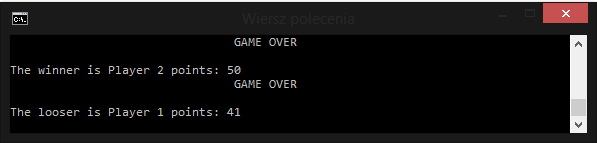 Wiersz polecenia
GAME OVER
The winner is Player 2 points: 50
GAME OVER
The looser is Player 1 points: 41